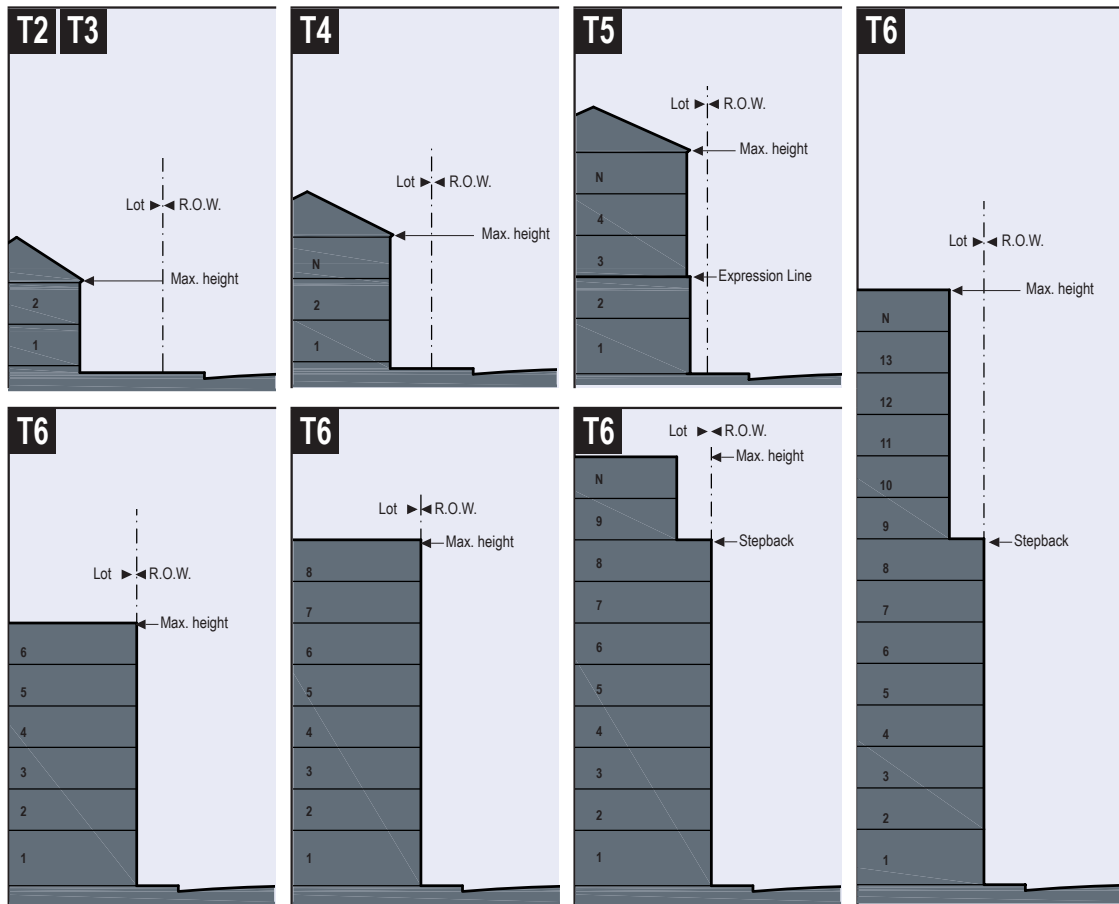 T2 T3
Lot R.O.W.
Max. height
2
1
T4
Lot R.O.W.
Max. height
N
2
1
T5
Lot R.O.W.
Max. height
N
4
3
Expression Line
2
1
T6
Lot R.O.W.
Max. height
N
13
12
11
10
9
Stepback
8
7
6
5
4
3
2
1
T6
Lot R.O.W.
Max. height
6
5
4
3
2
1
T6
Lot R.O.W.
Max. height
8
7
6
5
4
3
2
1
T6
Lot R.O.W.
Max. height
N
9
Stepback
8
7
6
5
4
3
2
1